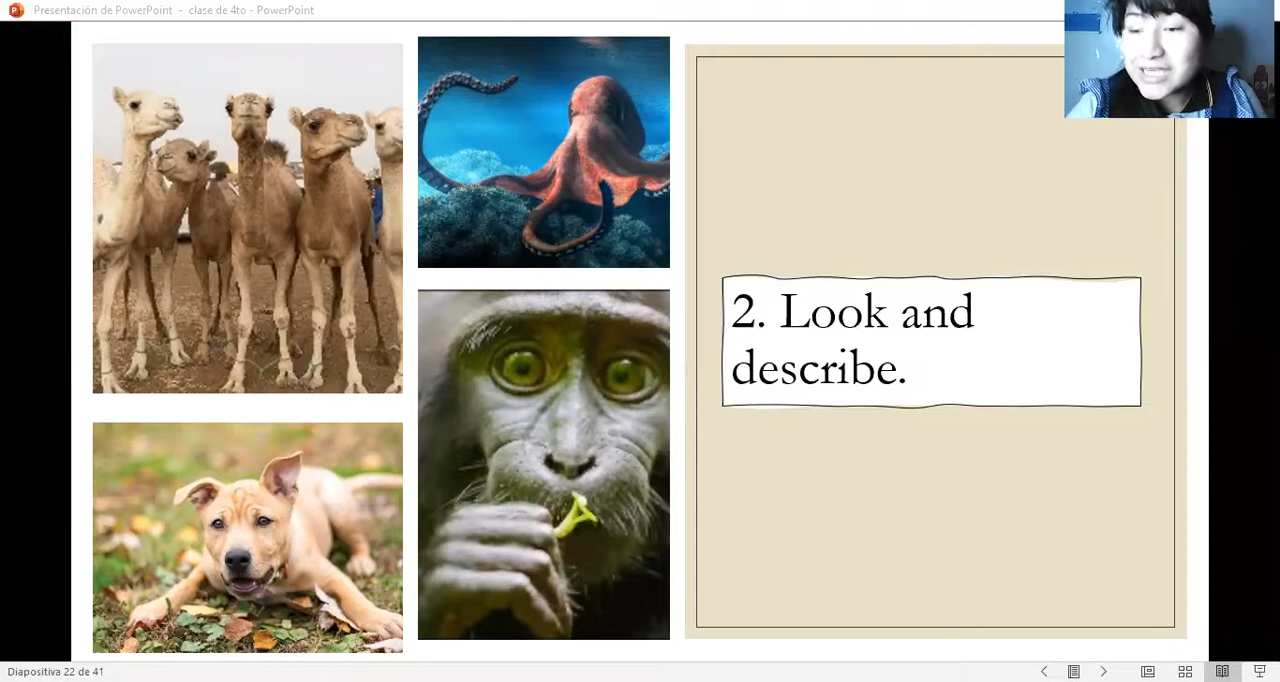 Presentación de PowerPoint - clase de 4to - PowerPoint
2. Look and
describe.
Diapositiva 22 de 41